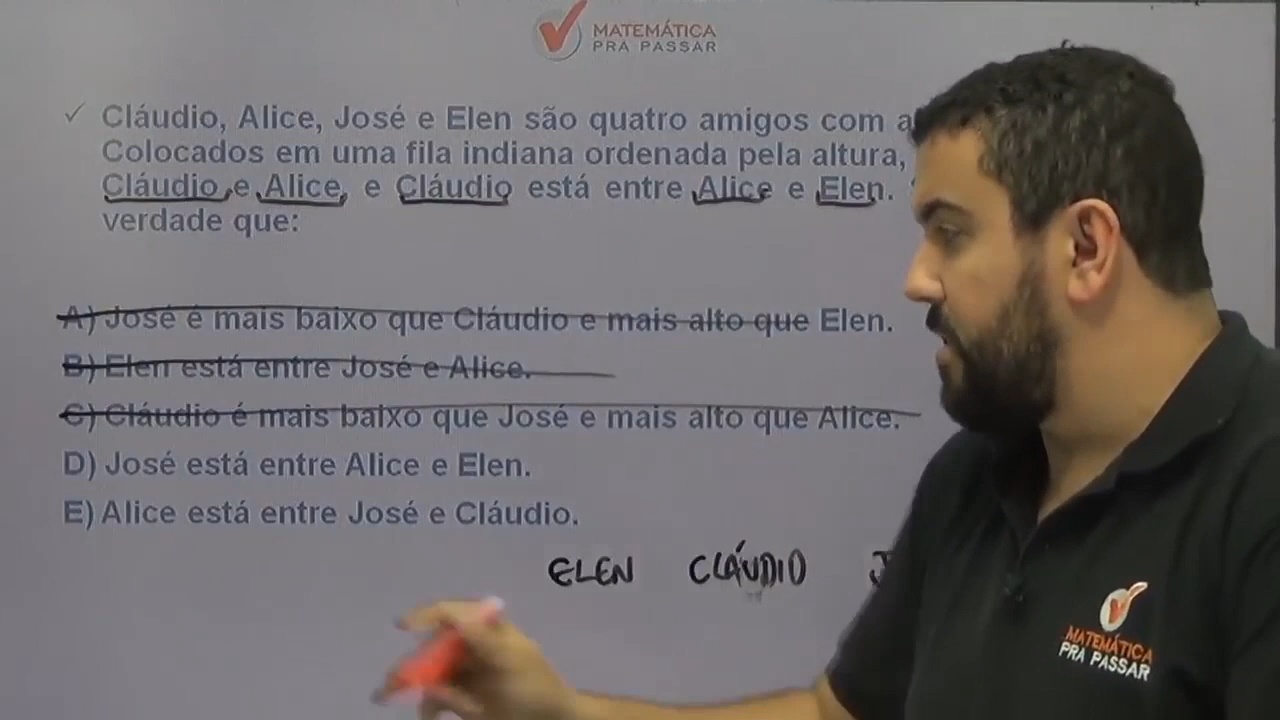 MATEMÁTICA
PRA PASSAR
✓ Cláudio, Alice, José e Elen são quatro amigos com
Colocados em uma fila indiana ordenada pela altura,
Cláudio e Alice, e Cláudio está entre Alice e Elen.
verdade que:
A) José é mais baixo que Cláudio e mais alto que Elen.
B) Elen está entre José e Alice.
C) Cláudio é mais baixo que José e mais alto que Alice.
D) José está entre Alice e Elen.
E) Alice está entre José e Cláudio.
ELEN CLÁUDIO
MATEMÁTICA
PRA PASSAR